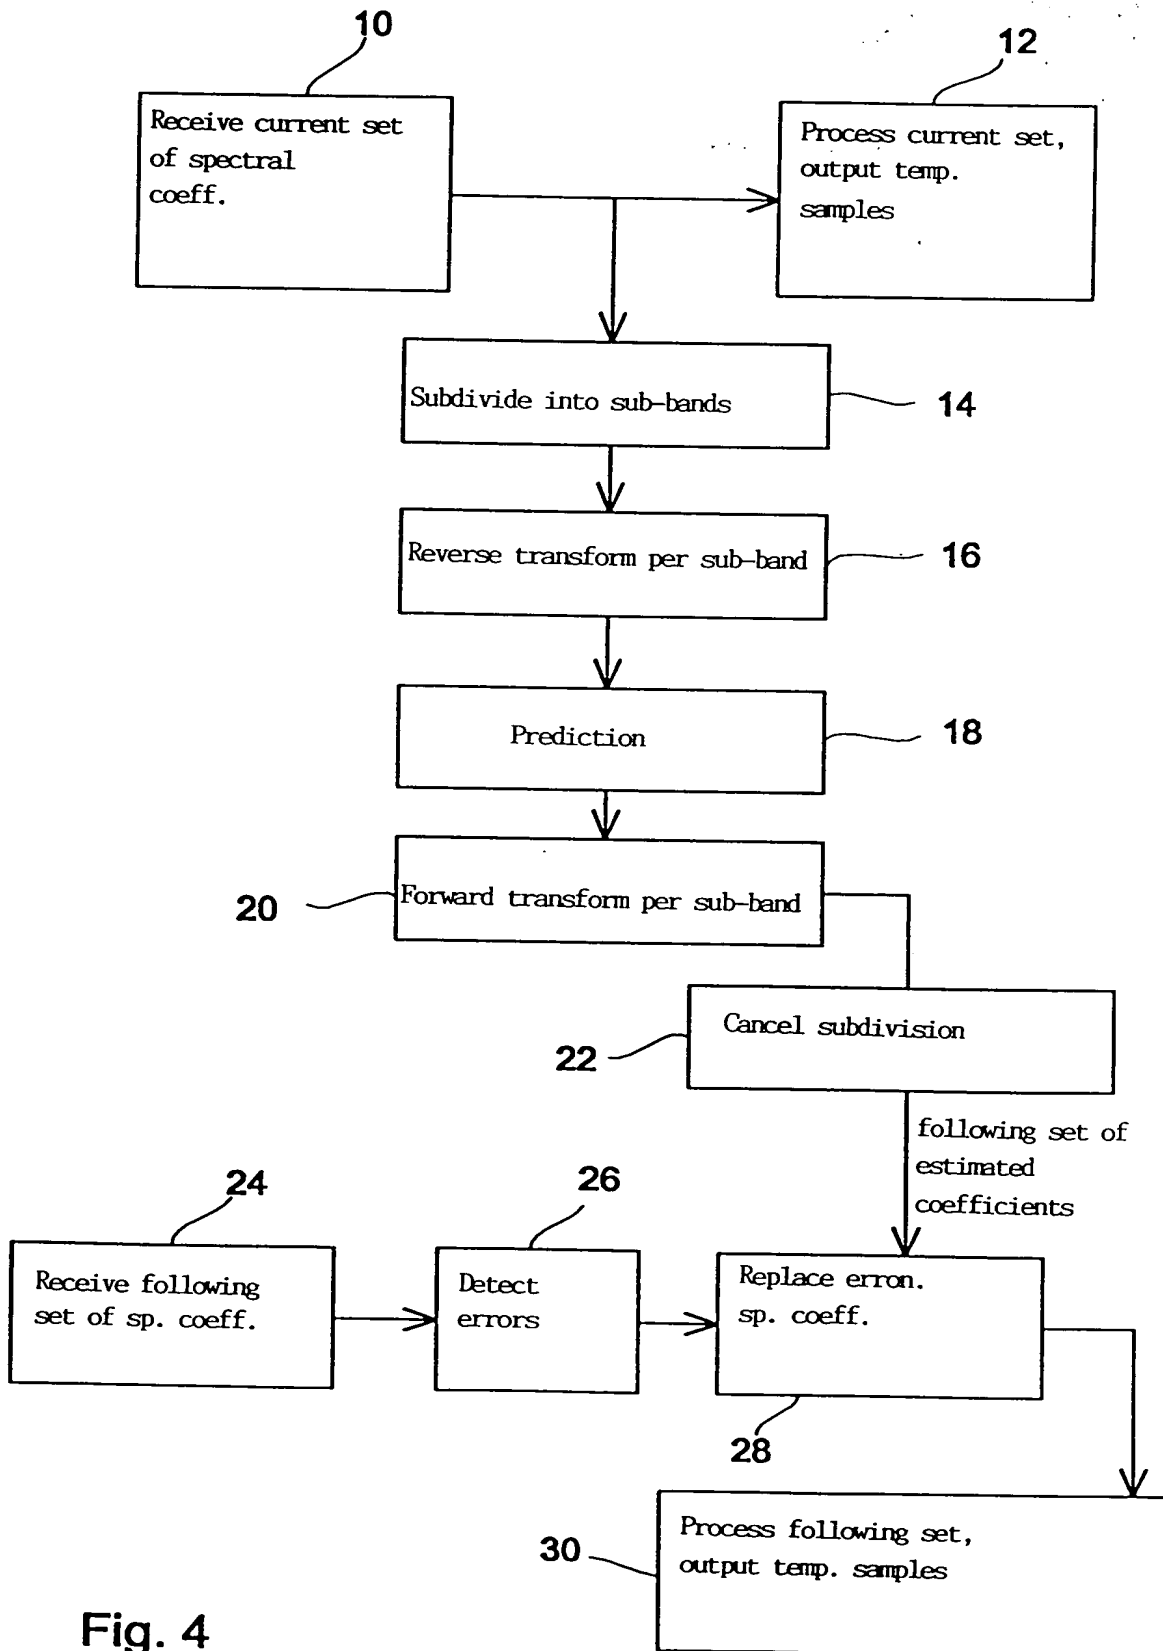 10
12
Receive current set
of spectral
coeff.
Process current set,
output temp.
samples
Subdivide into sub-bands
14
Reverse transform per sub-band
16
Prediction
18
20
Forward transform per sub-band
Cancel subdivision
22
following set of
estimated
coefficients
24
26
Receive following
set of sp. coeff.
Detect
errors
Replace erron.
sp. coeff.
28
30
Process following set,
output temp. samples
Fig. 4